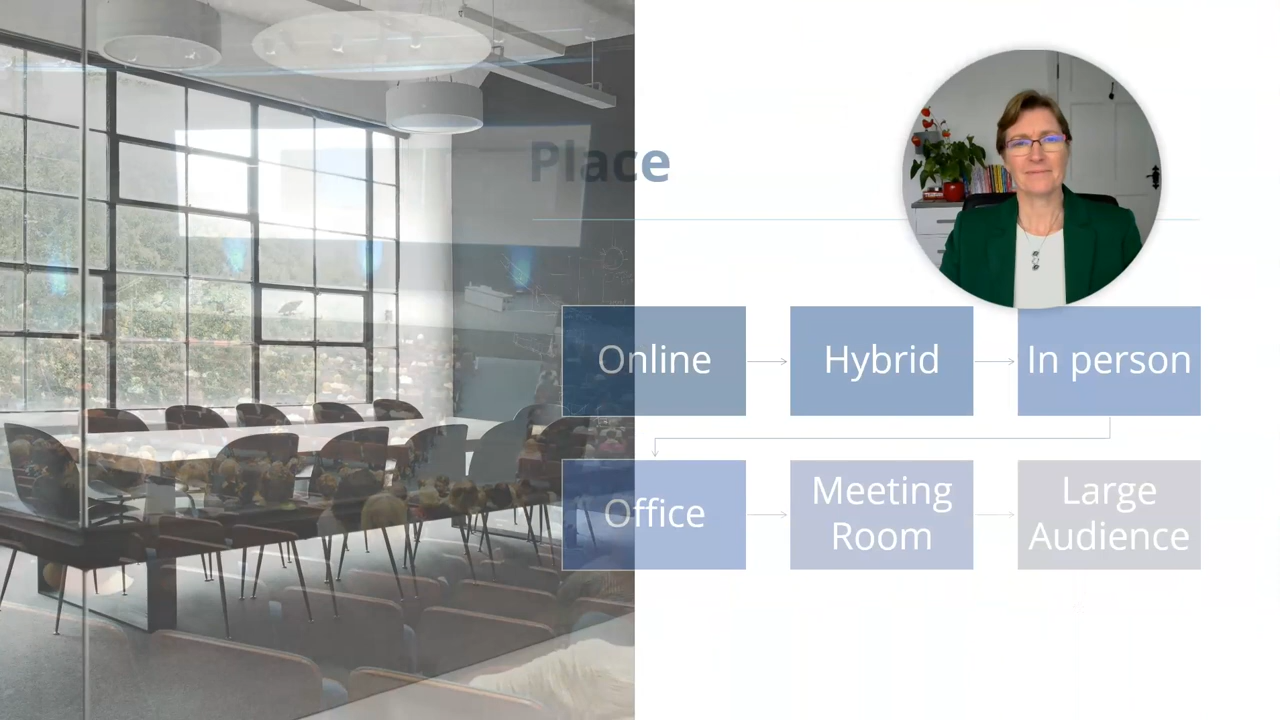 Place
Online
Hybrid
In person
Office
Meeting
Room
Large
Audience